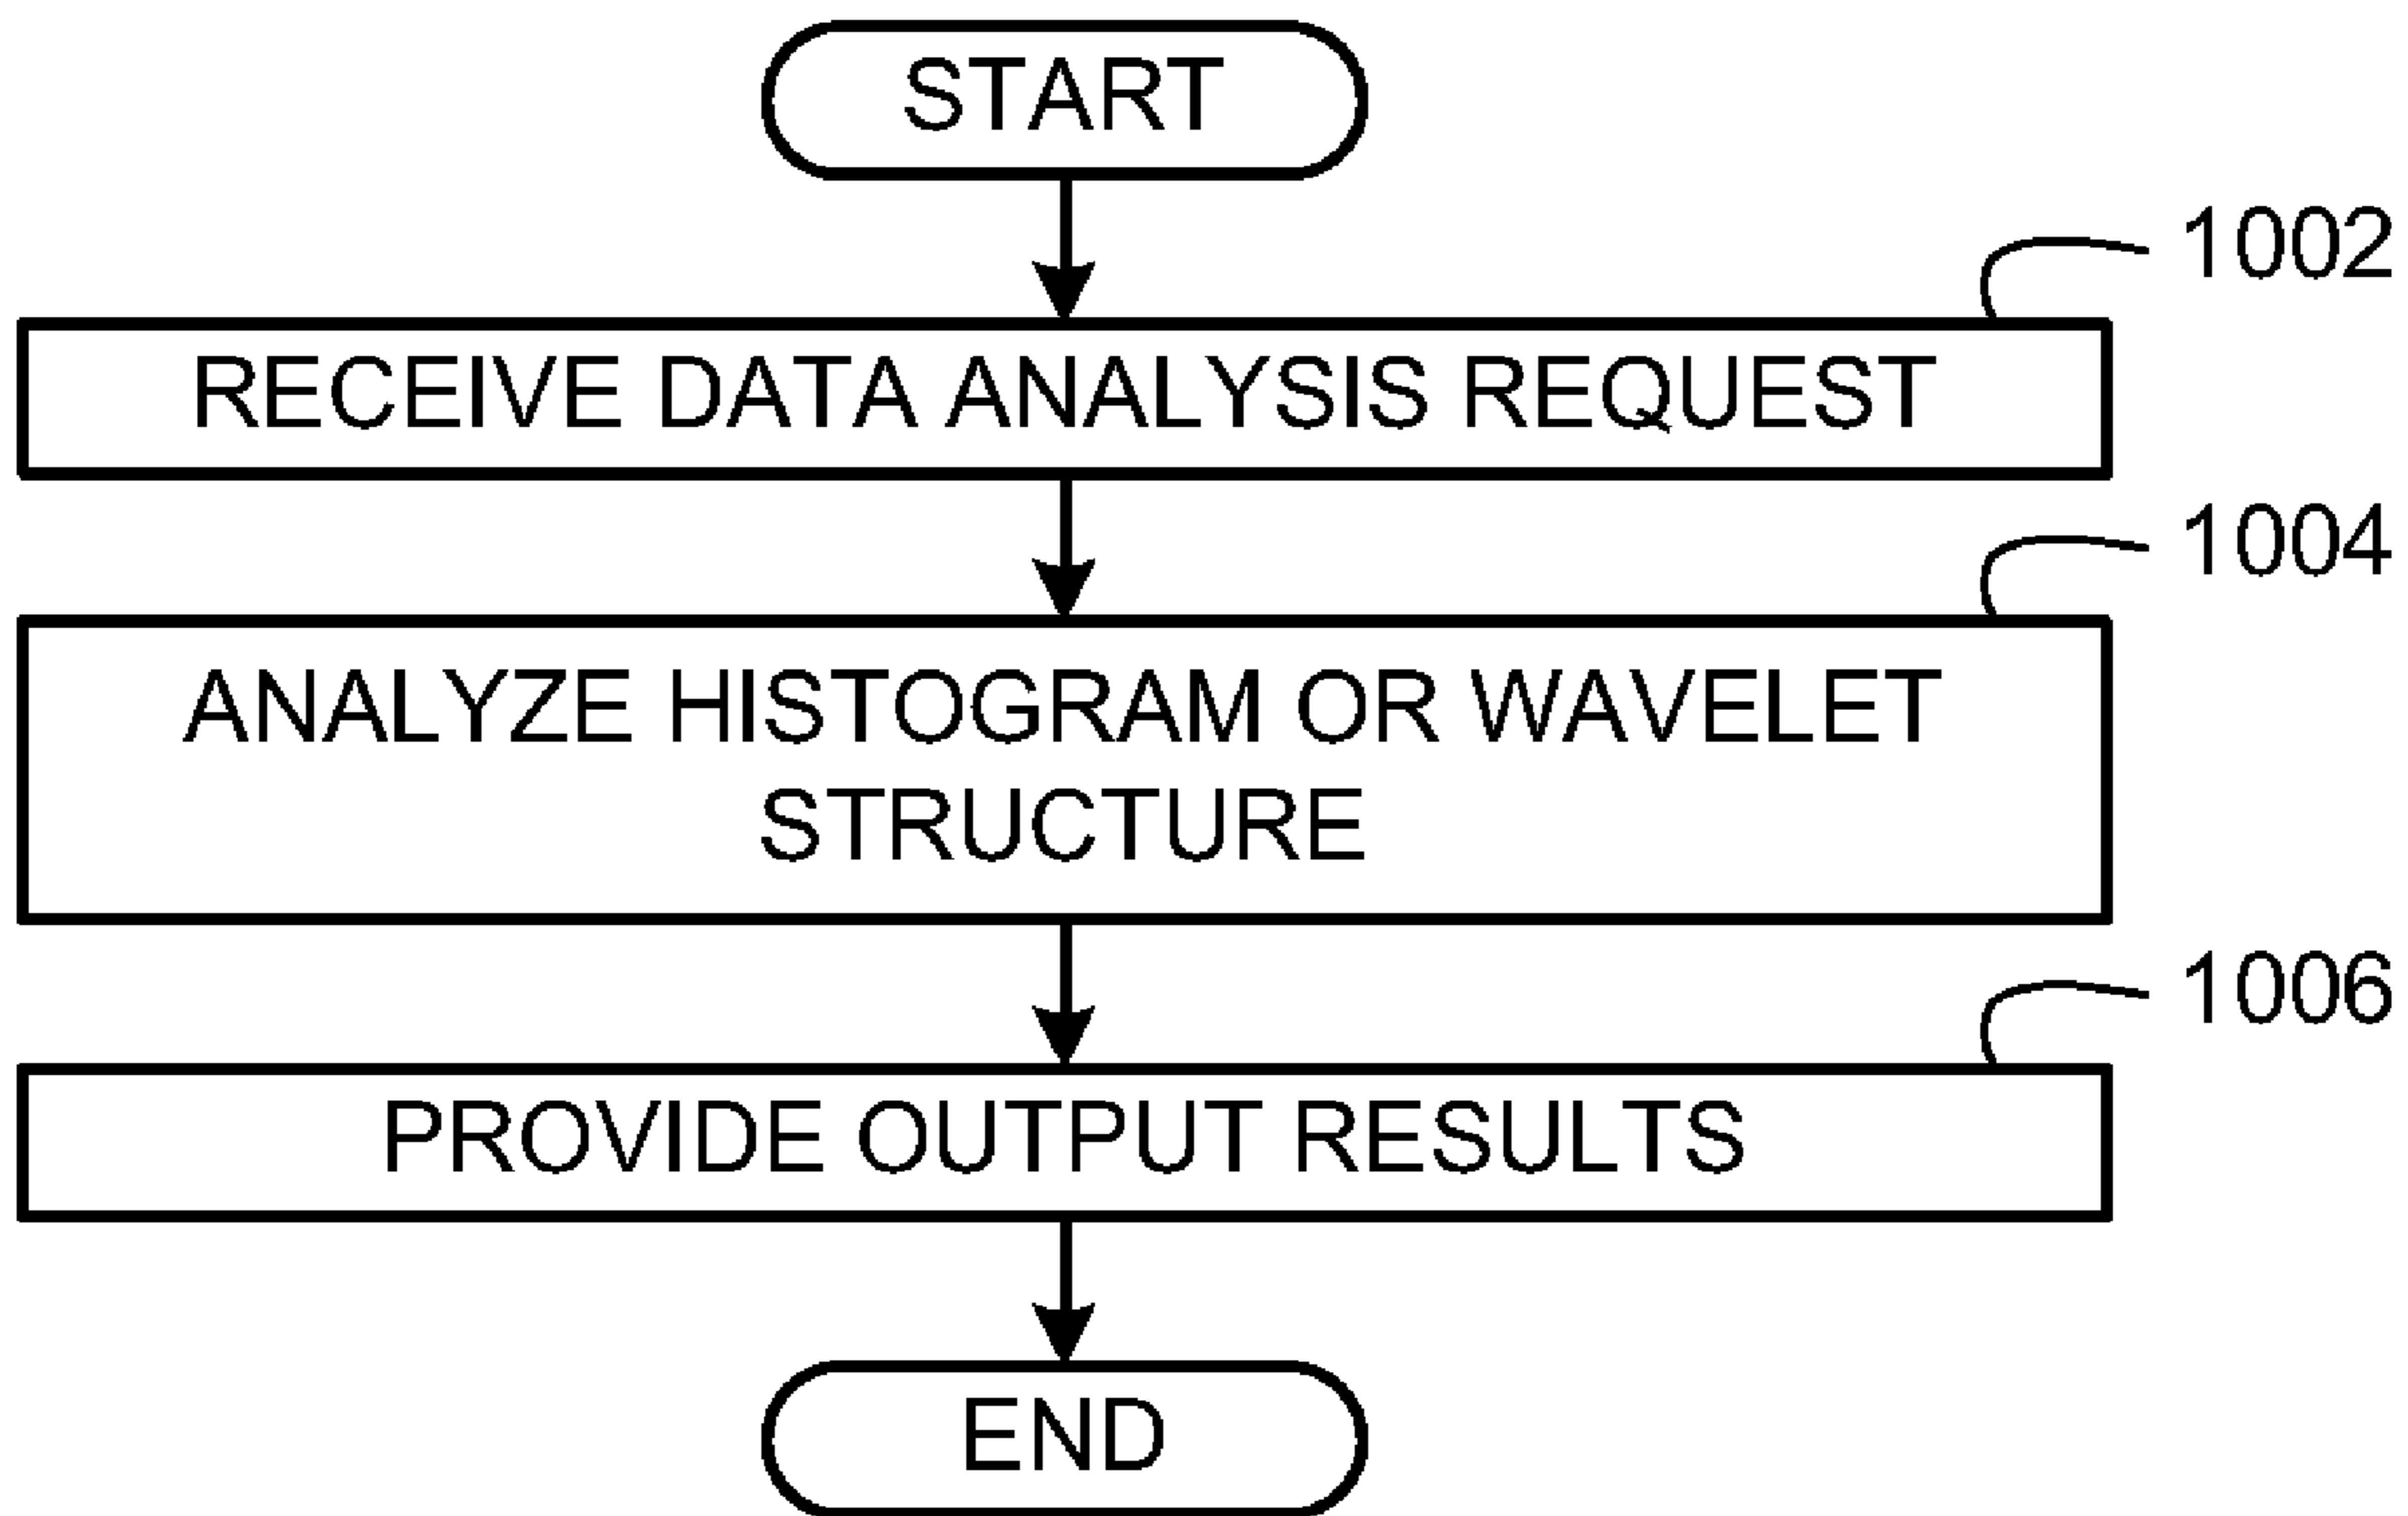 START
1002
RECEIVE DATA ANALYSIS REQUEST
1004
ANALYZE HISTOGRAM OR WAVELET
STRUCTURE
1006
PROVIDE OUTPUT RESULTS
END